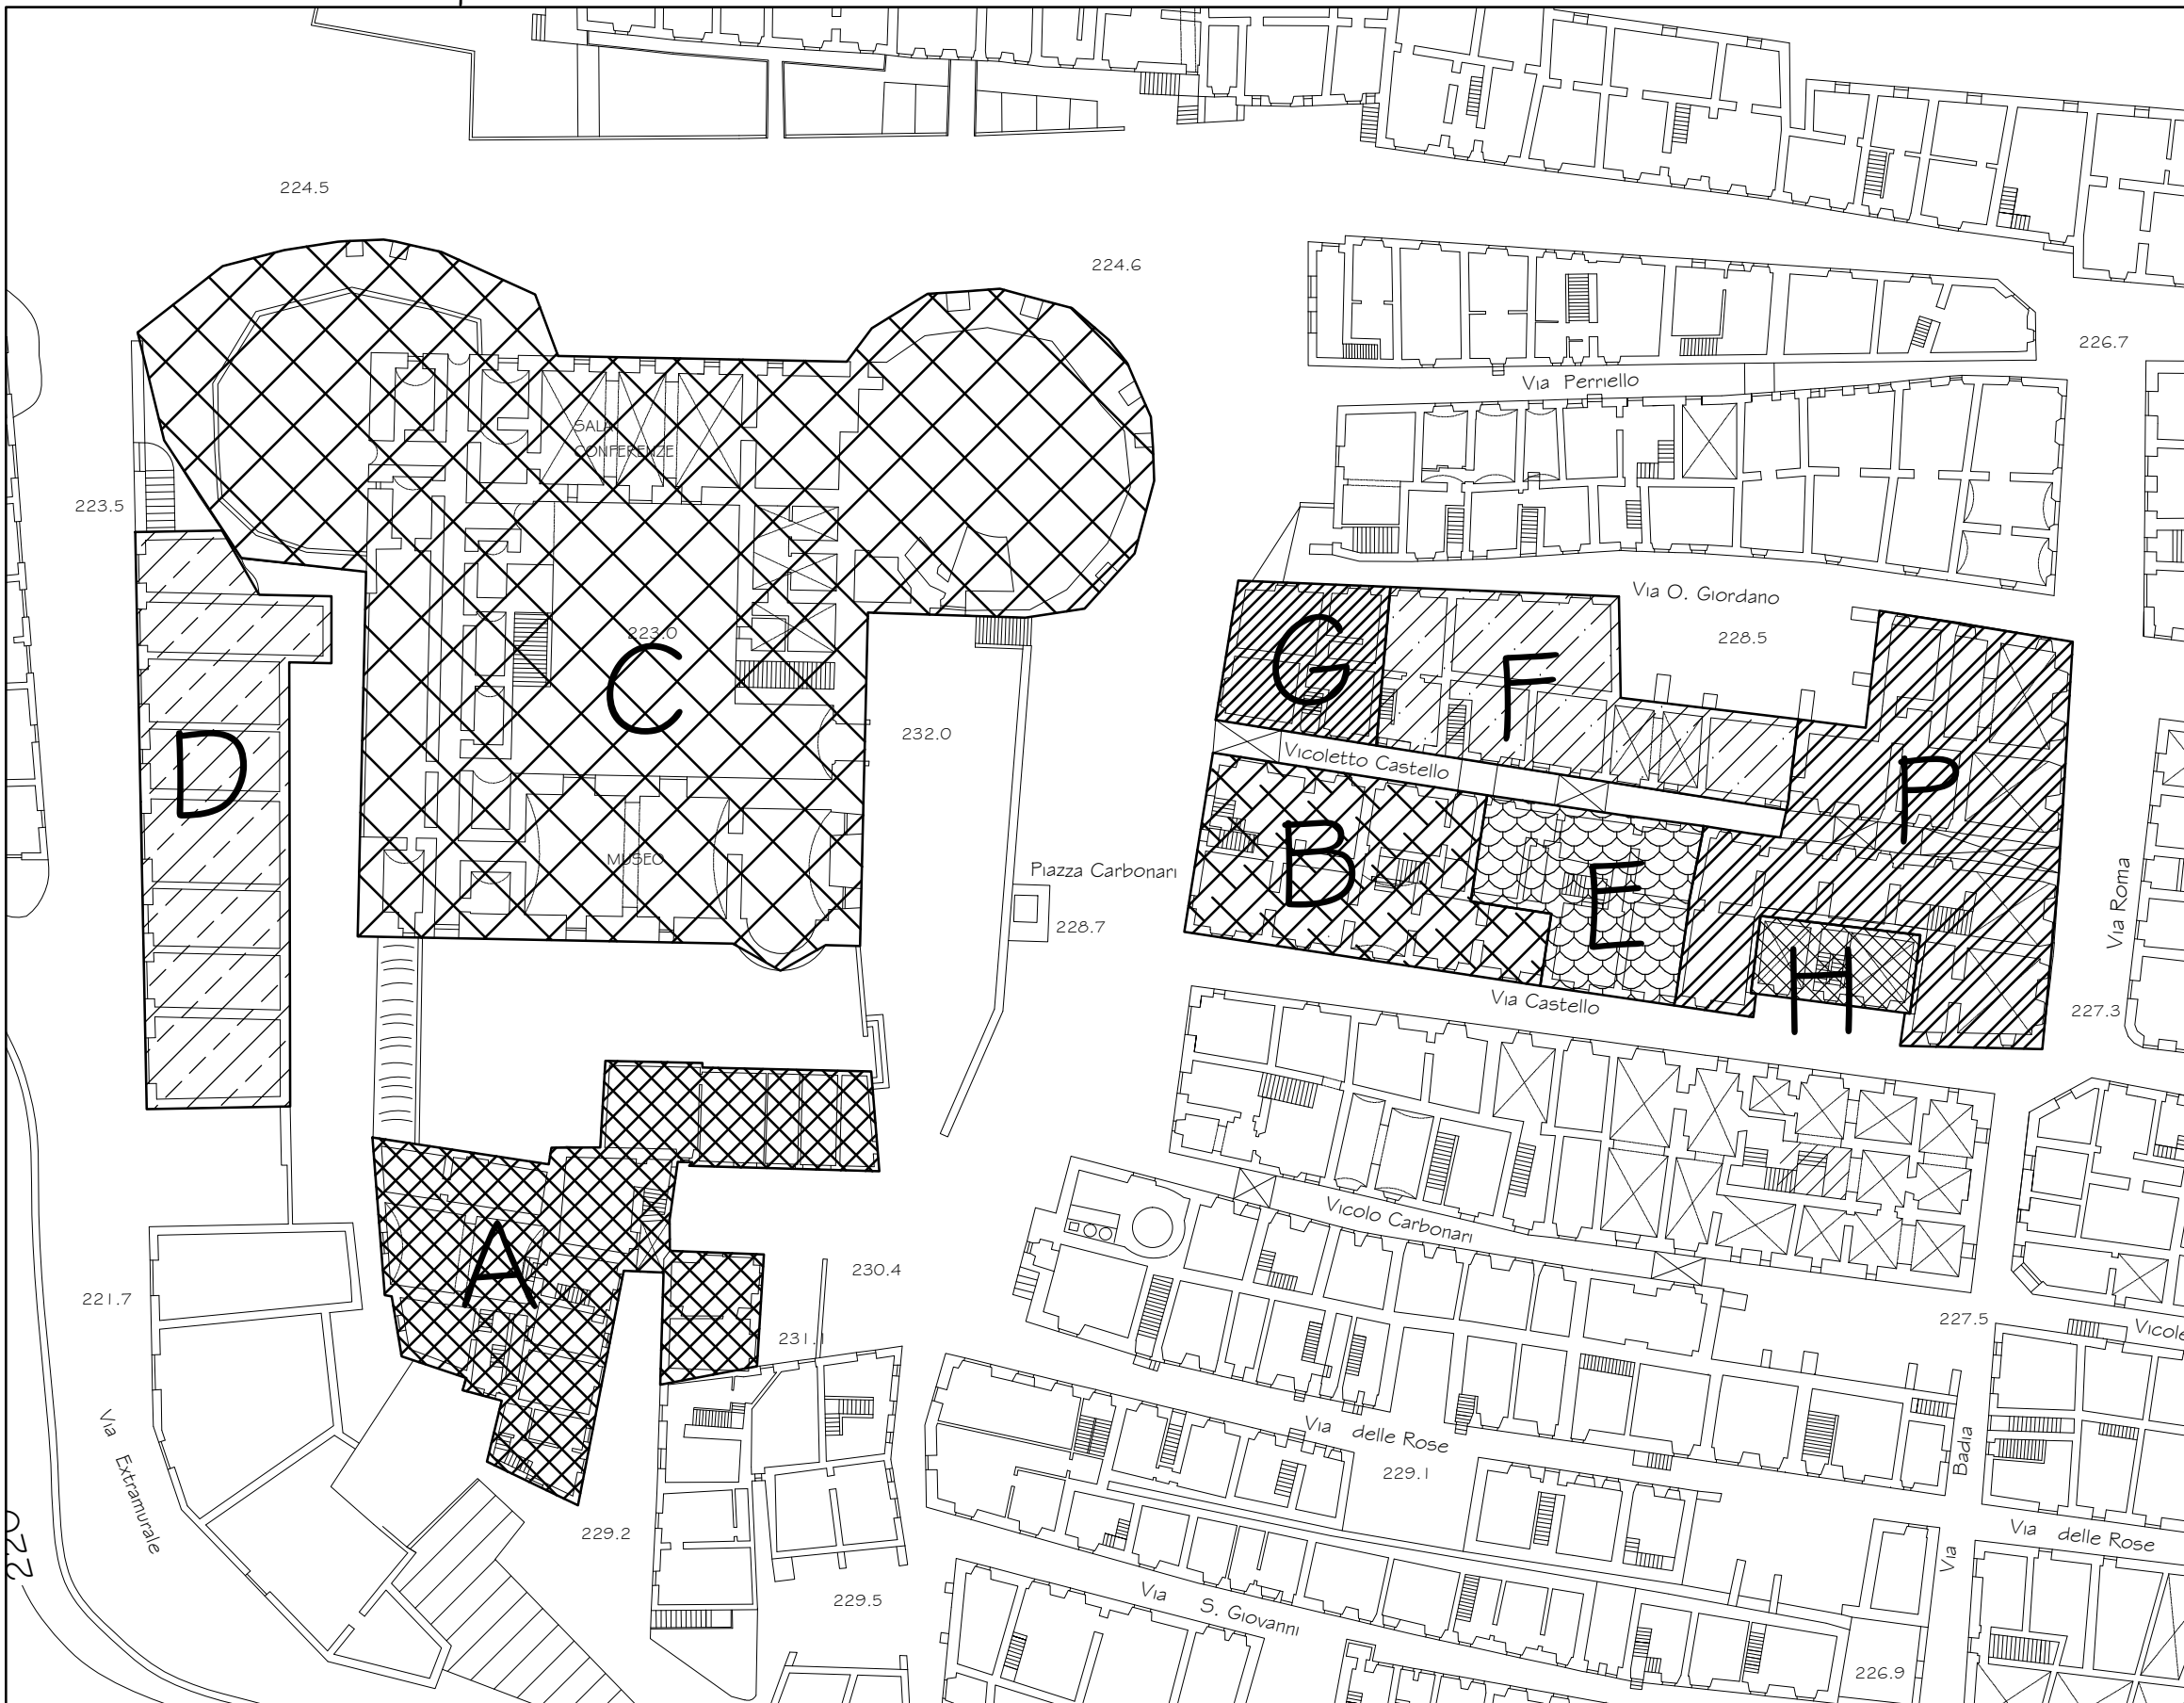 224.5
224.6
226.7
Via Perriello
SALA
CONFERENZE
223.5
Via O. Giordano
228.5
223.0
G
F
C
232.0
P
D
Vicoletto Castello
B
E
MUSEO
Piazza Carbonari
Via Roma
228.7
H
Via Castello
227.3
Vicolo Carbonari
A
230.4
221.7
231.1
227.5
Via delle Rose
229.1
Via Badia
Via Extramurale
220
229.2
Via delle Rose
229.5
Via S. Giovanni
226.9